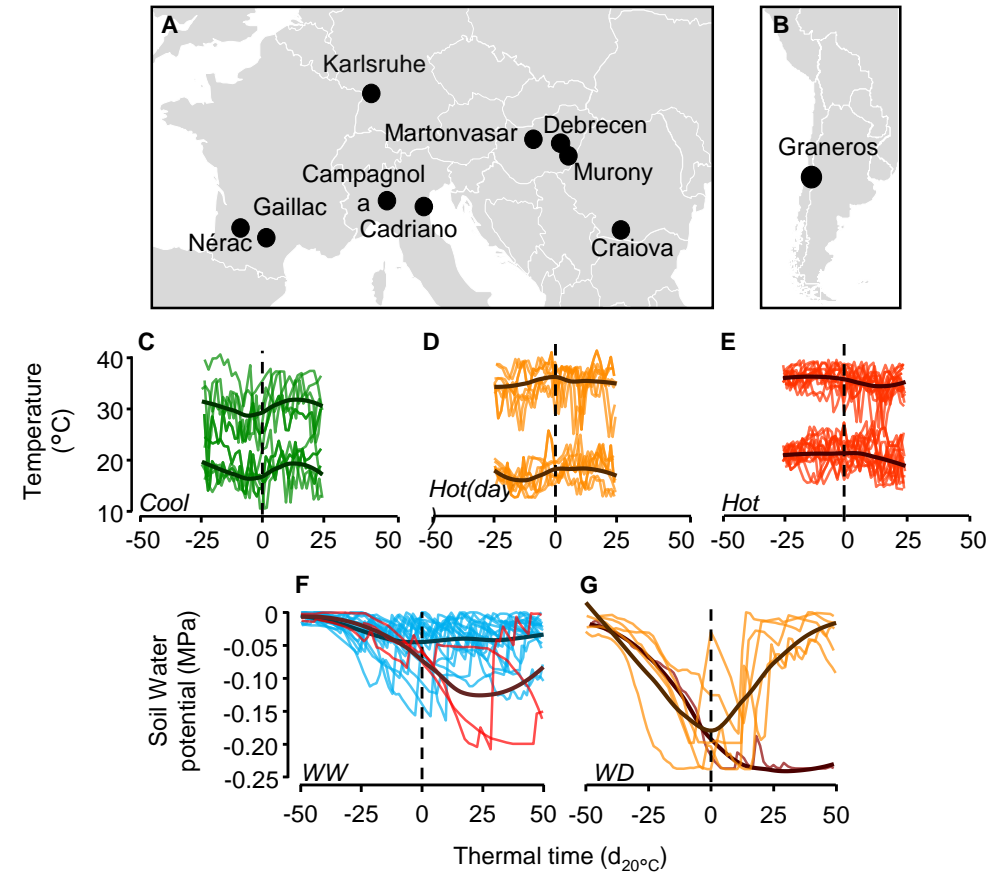 A
B
Karlsruhe
Martonvasar
Debrecen
Murony
Campagnol
a
Cadriano
Gaillac
Nérac
Craiova
Graneros
C
D
E
Temperature
(°C)
40
30
20
10
Cool
Hot(day
)
Hot
-50 -25 0 25 50
-50 -25 0 25 50
-50 -25 0 25 50
F
G
Soil Water
potential (MPa)
0
-0.05
-0.10
-0.15
-0.20
-0.25
WW
WD
-50 -25 0 25 50
-50 -25 0 25 50
Thermal time (d20°C)